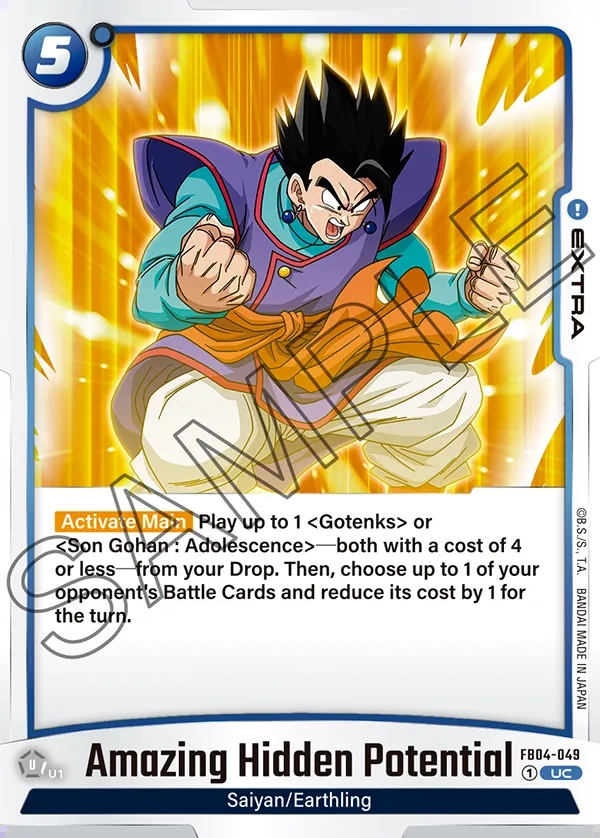 5
! EXTRA
SAMPLE
Activate Main Play up to 1 <Gotenks> or
<Son Gohan : Adolescence>—both with a cost of 4
or less—from your Drop. Then, choose up to 1 of your
opponent's Battle Cards and reduce its cost by 1 for
the turn.
©B.S./S., T.A. BANDAI MADE IN JAPAN
U/U1
Amazing Hidden Potential
FB04-049
1 UC
Saiyan/Earthling